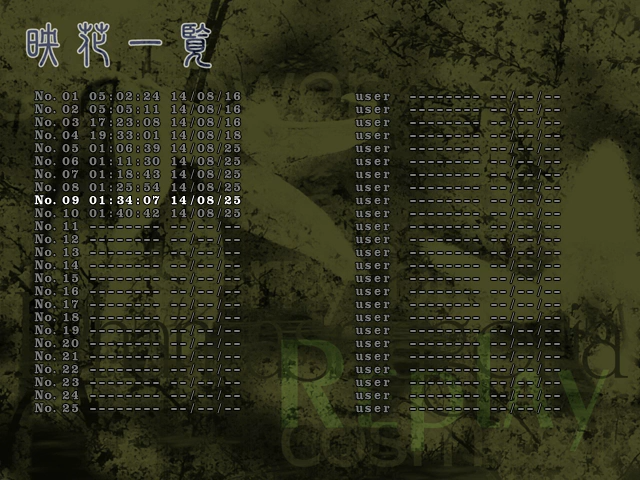 映花一覧
No. 01 05:02:24 14/08/16 user -------- --/--/--
No. 02 05:05:11 14/08/16 user -------- --/--/--
No. 03 17:23:08 14/08/16 user -------- --/--/--
No. 04 19:33:01 14/08/18 user -------- --/--/--
No. 05 01:06:39 14/08/25 user -------- --/--/--
No. 06 01:11:30 14/08/25 user -------- --/--/--
No. 07 01:18:43 14/08/25 user -------- --/--/--
No. 08 01:25:54 14/08/25 user -------- --/--/--
No. 09 01:34:07 14/08/25 user -------- --/--/--
No. 10 01:40:42 14/08/25 user -------- --/--/--
No. 11 -------- --/--/-- user -------- --/--/--
No. 12 -------- --/--/-- user -------- --/--/--
No. 13 -------- --/--/-- user -------- --/--/--
No. 14 -------- --/--/-- user -------- --/--/--
No. 15 -------- --/--/-- user -------- --/--/--
No. 16 -------- --/--/-- user -------- --/--/--
No. 17 -------- --/--/-- user -------- --/--/--
No. 18 -------- --/--/-- user -------- --/--/--
No. 19 -------- --/--/-- user -------- --/--/--
No. 20 -------- --/--/-- user -------- --/--/--
No. 21 -------- --/--/-- user -------- --/--/--
No. 22 -------- --/--/-- user -------- --/--/--
No. 23 -------- --/--/-- user -------- --/--/--
No. 24 -------- --/--/-- user -------- --/--/--
No. 25 -------- --/--/-- user -------- --/--/--
Replay